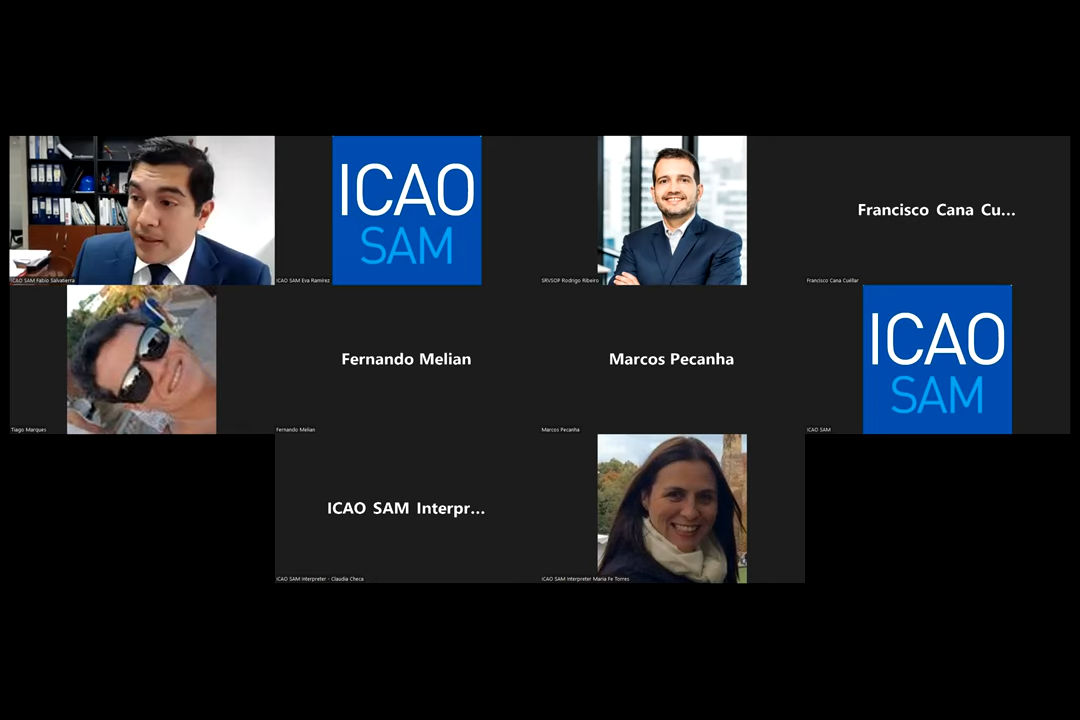 ICAO SAM Fabio Salvatierra
ICAO
SAM
ICAO SAM Eva Ramírez
SRVSOP Rodrigo Ribeiro
Francisco Cana Cu...
Francisco Cana Cuéllar
Tiago Marques
Fernando Melian
Fernando Melian
Marcos Pecanha
Marcos Pecanha
ICAO
SAM
ICAO SAM
ICAO SAM Interpr...
ICAO SAM Interpreter - Claudia Checa
ICAO SAM Interpreter Maria Fe Torres